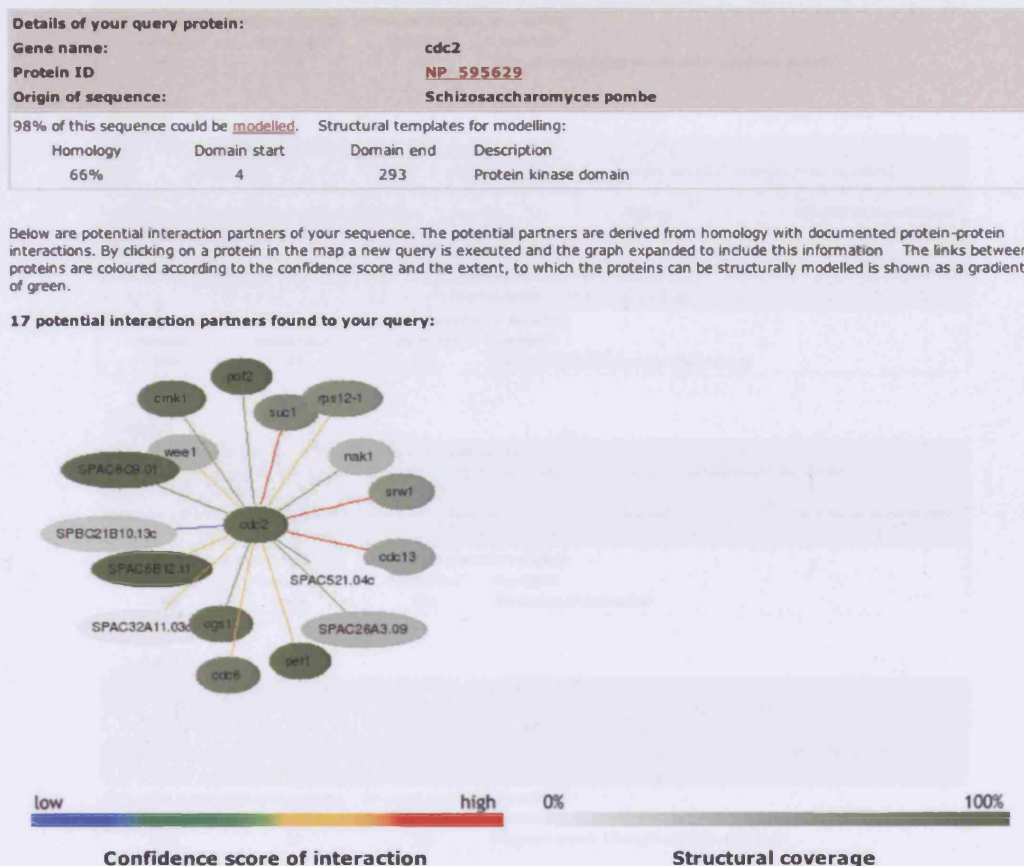 Details of your query protein:
Gene name: cdc2
Protein ID NP_595629
Origin of sequence: Schizosaccharomyces pombe
98% of this sequence could be modelled. Structural templates for modelling:
Homology Domain start Domain end Description
66% 4 293 Protein kinase domain
Below are potential interaction partners of your sequence. The potential partners are derived from homology with documented protein-protein
interactions. By clicking on a protein in the map a new query is executed and the graph expanded to include this information The links between
proteins are coloured according to the confidence score and the extent, to which the proteins can be structurally modelled is shown as a gradient
of green.
17 potential interaction partners found to your query:
pof2
cmk1
suc1 rps12-1
wee1
nak1
SPAC8C9.01
srw1
cdc2
SPBC21B10.13c
cdc13
SPAC6B12.11
SPAC521.04c
SPAC32A11.03c cgs1 SPAC26A3.09
cdc6 pef1
low high 0% 100%
Confidence score of interaction Structural coverage